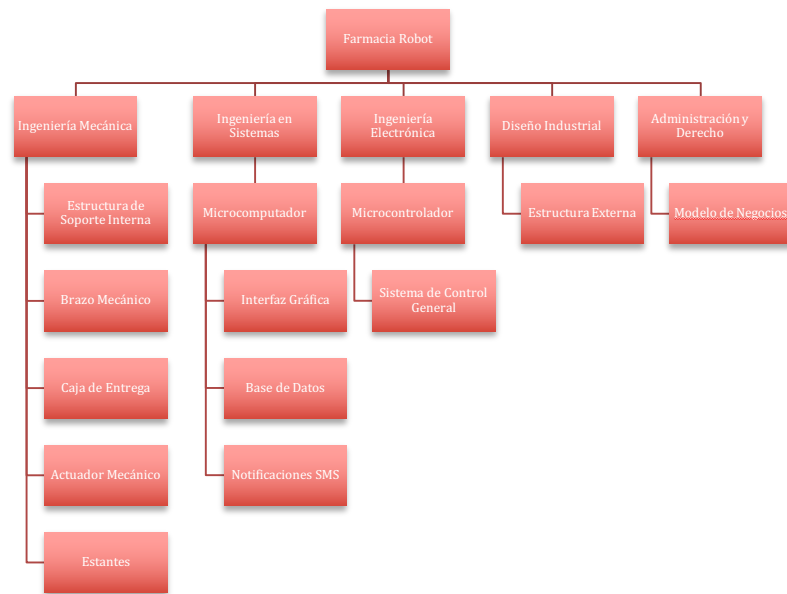 Farmacia Robot
Ingeniería Mecánica
Ingeniería en
Sistemas
Ingeniería
Electrónica
Diseño Industrial
Administración y
Derecho
Estructura de
Soporte Interna
Microcomputador
Microcontrolador
Estructura Externa
Modelo de Negocios
Brazo Mecánico
Interfaz Gráfica
Sistema de Control
General
Caja de Entrega
Base de Datos
Actuador Mecánico
Notificaciones SMS
Estantes